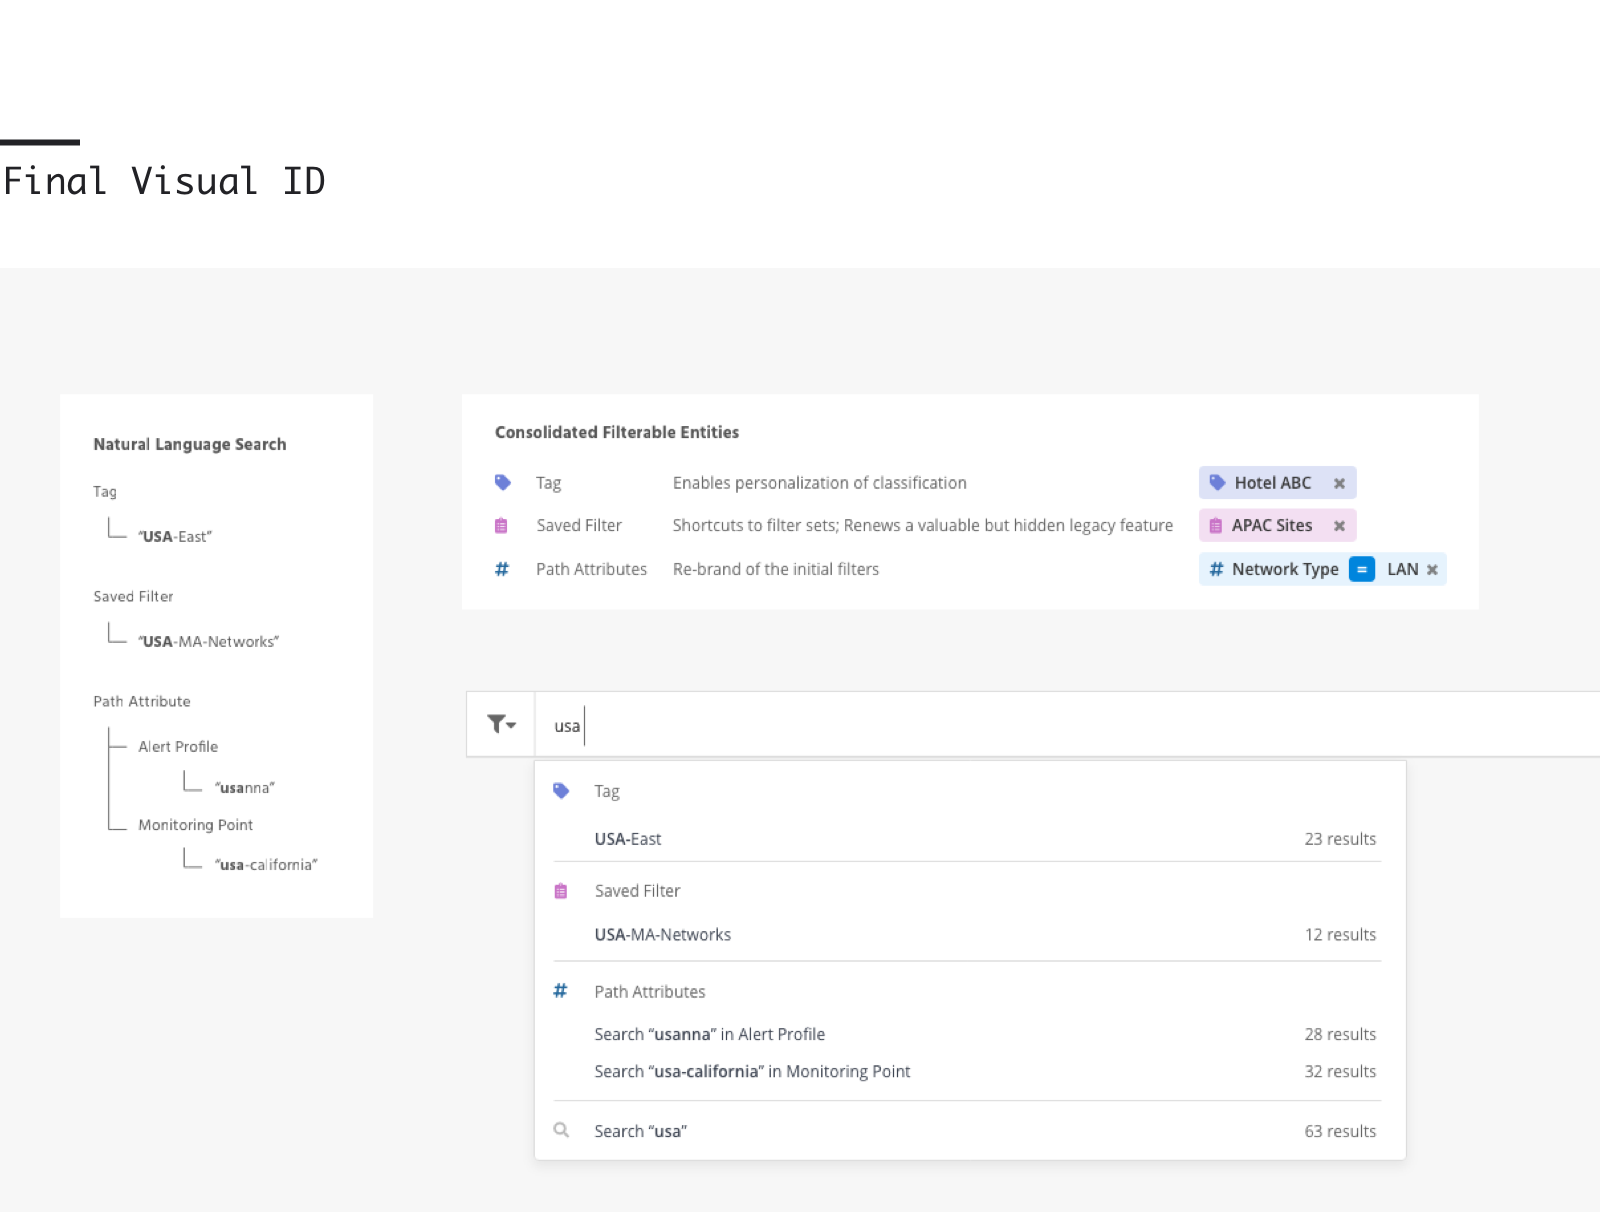 Final Visual ID
Natural Language Search
Tag
“USA-East”
Saved Filter
“USA-MA-Networks”
Path Attribute
Alert Profile
“usanna”
Monitoring Point
“usa-california”
Consolidated Filterable Entities
Tag Enables personalization of classification Hotel ABC ×
Saved Filter Shortcuts to filter sets; Renews a valuable but hidden legacy feature APAC Sites ×
# Path Attributes Re-brand of the initial filters # Network Type = LAN ×
usa
Tag
USA-East 23 results
Saved Filter
USA-MA-Networks 12 results
# Path Attributes
Search “usanna” in Alert Profile 28 results
Search “usa-california” in Monitoring Point 32 results
Search “usa” 63 results